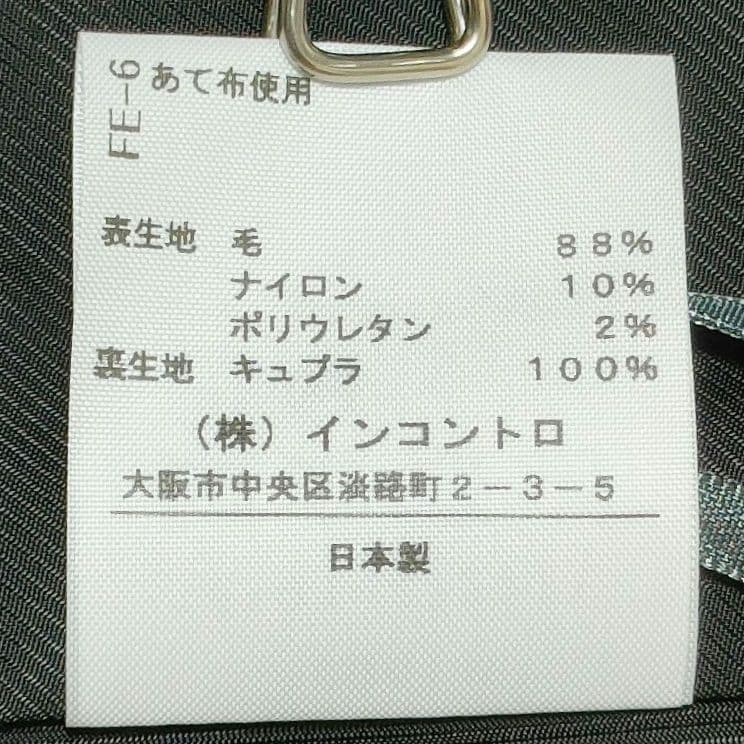 FE-6
あて布使用
表生地 毛 88%
ナイロン 10%
ポリウレタン 2%
裏生地 キュプラ 100%
（株）インコントロ
大阪市中央区淡路町2-3-5
日本製